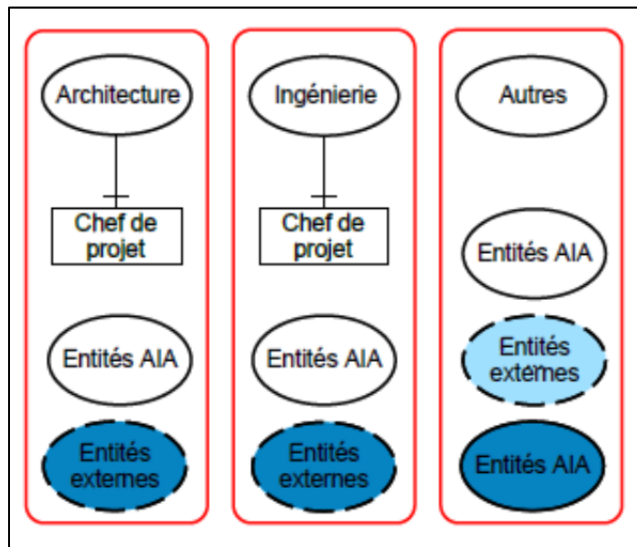 Architecture
Chef de
projet
Entités AIA
Entités
externes
Ingénierie
Chef de
projet
Entités AIA
Entités
externes
Autres
Entités AIA
Entités
externes
Entités AIA